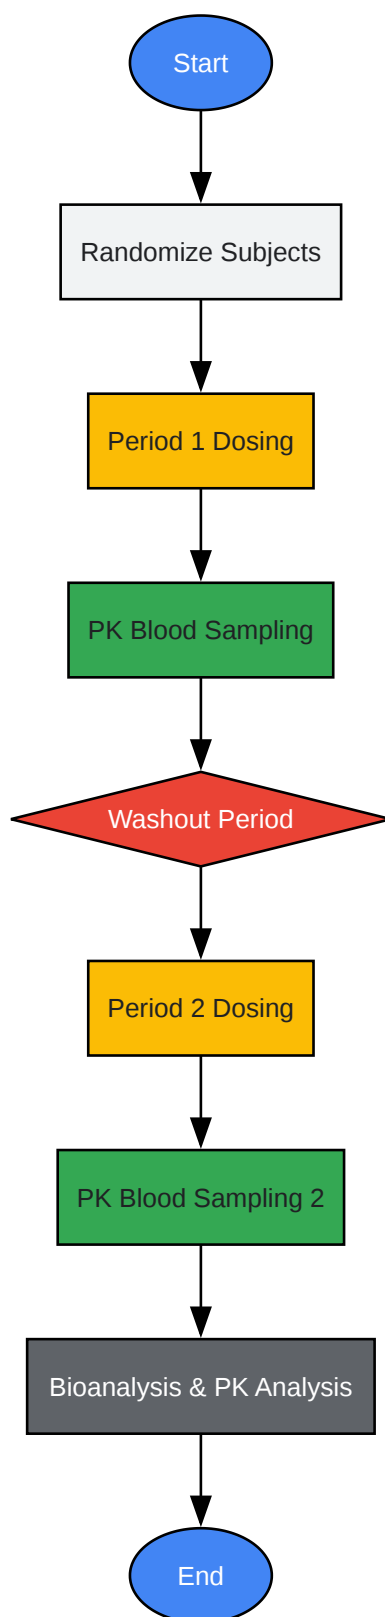 Start
Randomize Subjects
Period 1 Dosing
PK Blood Sampling
Washout Period
Period 2 Dosing
PK Blood Sampling 2
Bioanalysis & PK Analysis
End